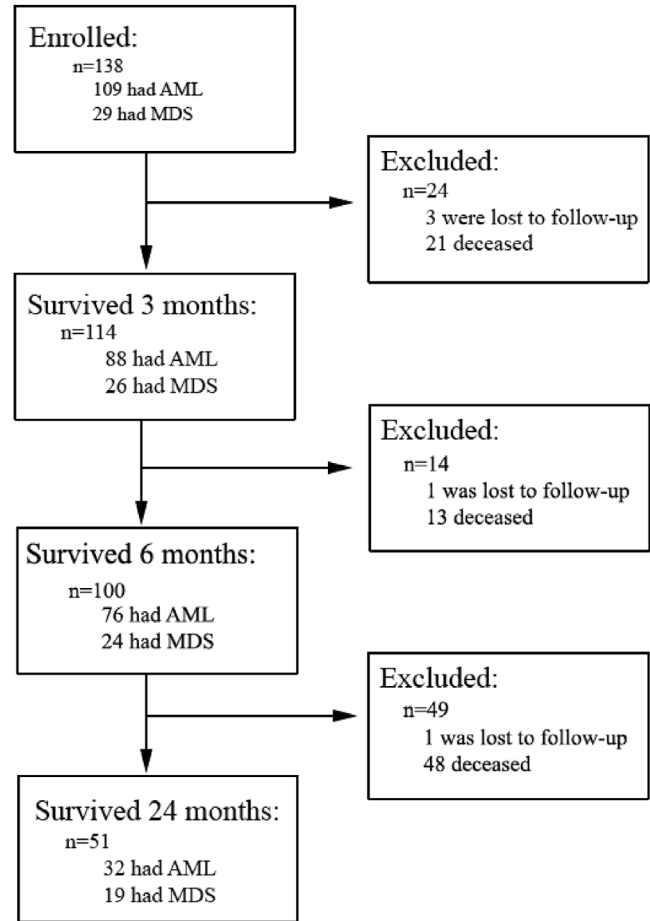 Enrolled:
n=138
109 had AML
29 had MDS
Excluded:
n=24
3 were lost to follow-up
21 deceased
Survived 3 months:
n=114
88 had AML
26 had MDS
Excluded:
n=14
1 was lost to follow-up
13 deceased
Survived 6 months:
n=100
76 had AML
24 had MDS
Excluded:
n=49
1 was lost to follow-up
48 deceased
Survived 24 months:
n=51
32 had AML
19 had MDS